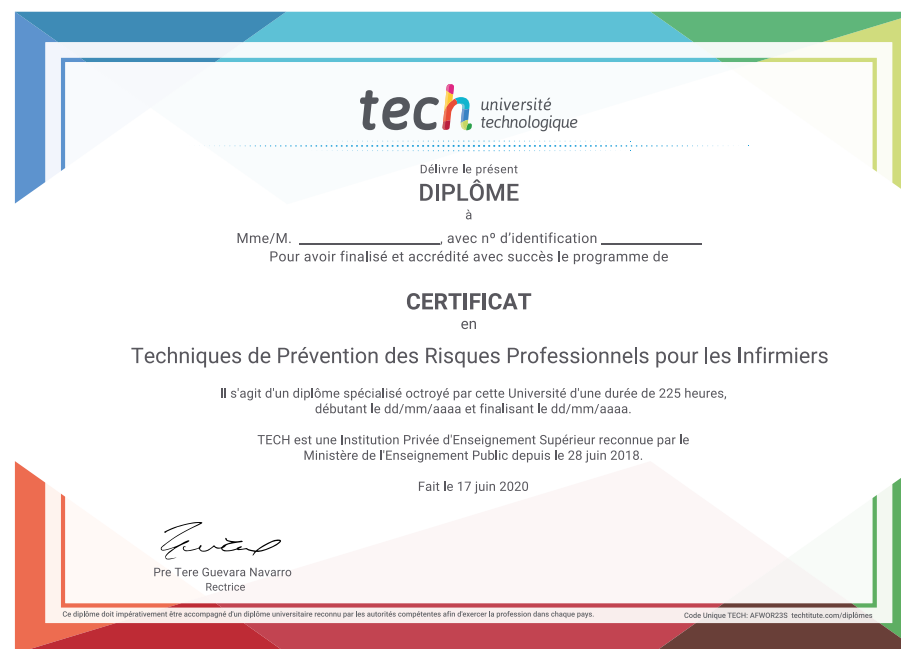 tech université
technologique
Délivre le présent
DIPLÔME
à
Mme/M. ____________, avec nº d'identification ____________
Pour avoir finalisé et accrédité avec succès le programme de
CERTIFICAT
en
Techniques de Prévention des Risques Professionnels pour les Infirmiers
Il s'agit d'un diplôme spécialisé octroyé par cette Université d'une durée de 225 heures,
débutant le dd/mm/aaaa et finalisant le dd/mm/aaaa.
TECH est une Institution Privée d'Enseignement Supérieur reconnue par le
Ministère de l'Enseignement Public depuis le 28 juin 2018.
Fait le 17 juin 2020
Pre Tere Guevara Navarro
Rectrice
Ce diplôme doit impérativement être accompagné d'un diplôme universitaire reconnu par les autorités compétentes afin d'exercer la profession dans chaque pays.
Code Unique TECH: AFWOR23S techtitute.com/diplômes